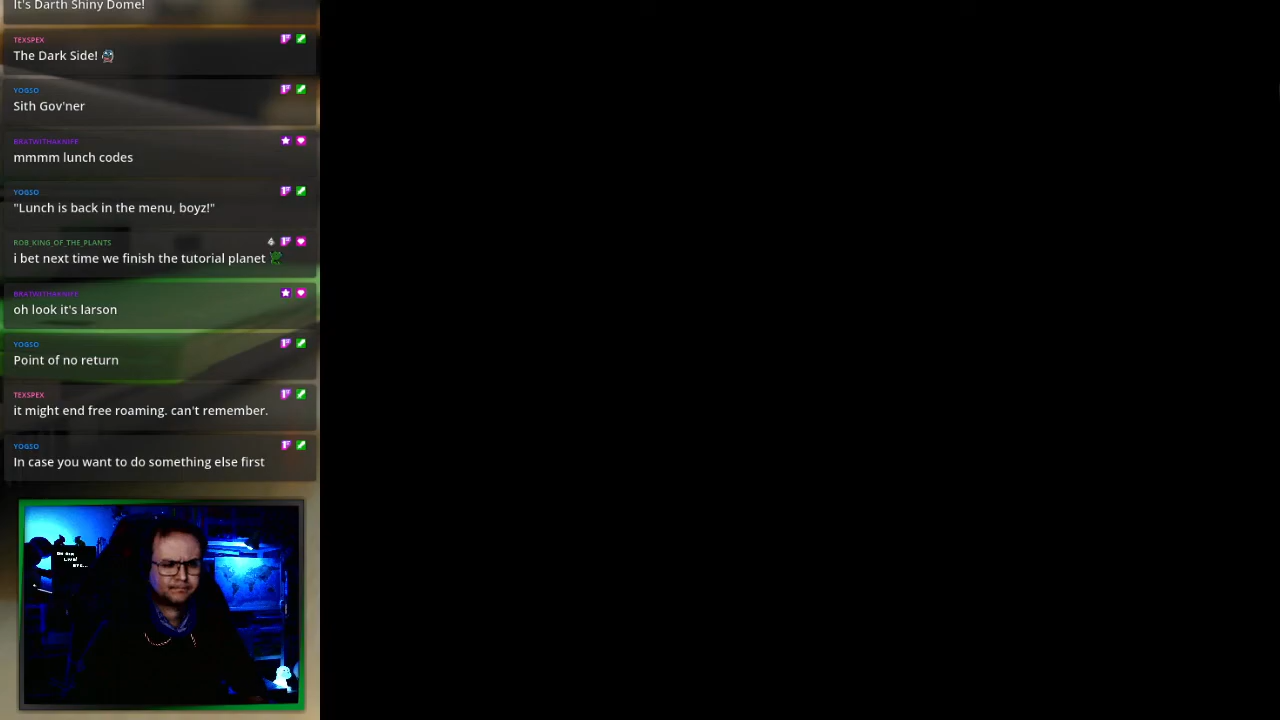 It's Darth Shiny Dome!
TEXSPEX
The Dark Side!
YOGSO
Sith Gov'ner
BRATWITHAKNIFE
mmmm lunch codes
YOGSO
"Lunch is back in the menu, boyz!"
ROB_KING_OF_THE_PLANTS
i bet next time we finish the tutorial planet
BRATWITHAKNIFE
oh look it's larson
YOGSO
Point of no return
TEXSPEX
it might end free roaming. can't remember.
YOGSO
In case you want to do something else first